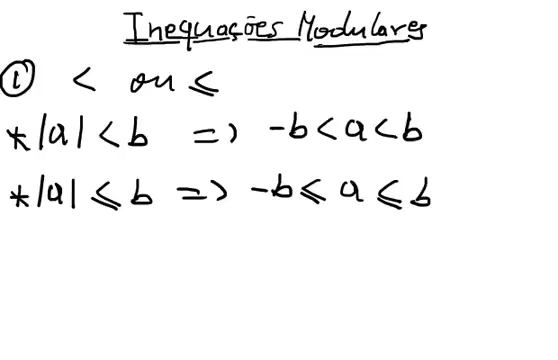 Inequações Modulares
① < ou ⩽
* |a| < b => -b < a < b
* |a| ⩽ b => -b ⩽ a ⩽ b